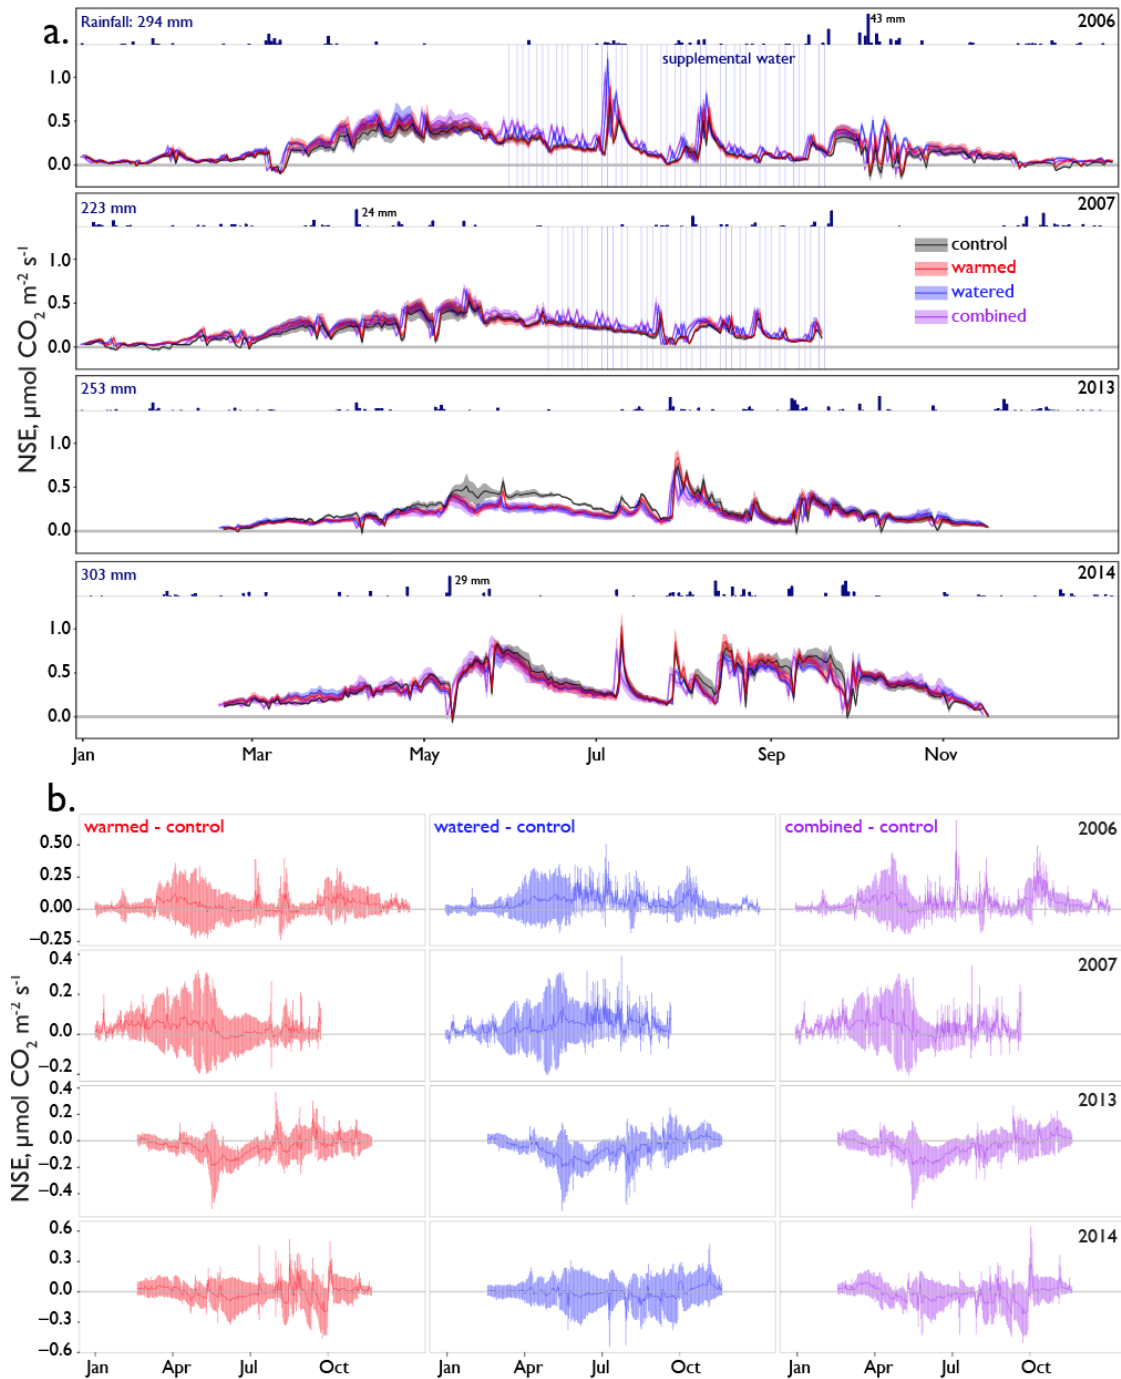 a.
Rainfall: 294 mm
43 mm
2006
supplemental water
1.0
0.5
0.0
223 mm
24 mm
2007
1.0
0.5
0.0
control
warmed
watered
combined
253 mm
2013
1.0
0.5
0.0
303 mm
29 mm
2014
1.0
0.5
0.0
NSE, μmol CO₂ m⁻² s⁻¹
Jan Mar May Jul Sep Nov
b.
warmed - control
watered - control
combined - control
2006
0.50
0.25
0.00
−0.25
2007
0.4
0.2
0.0
−0.2
2013
0.4
0.2
0.0
−0.2
−0.4
2014
0.6
0.3
0.0
−0.3
−0.6
NSE, μmol CO₂ m⁻² s⁻¹
Jan Apr Jul Oct Jan Apr Jul Oct Jan Apr Jul Oct